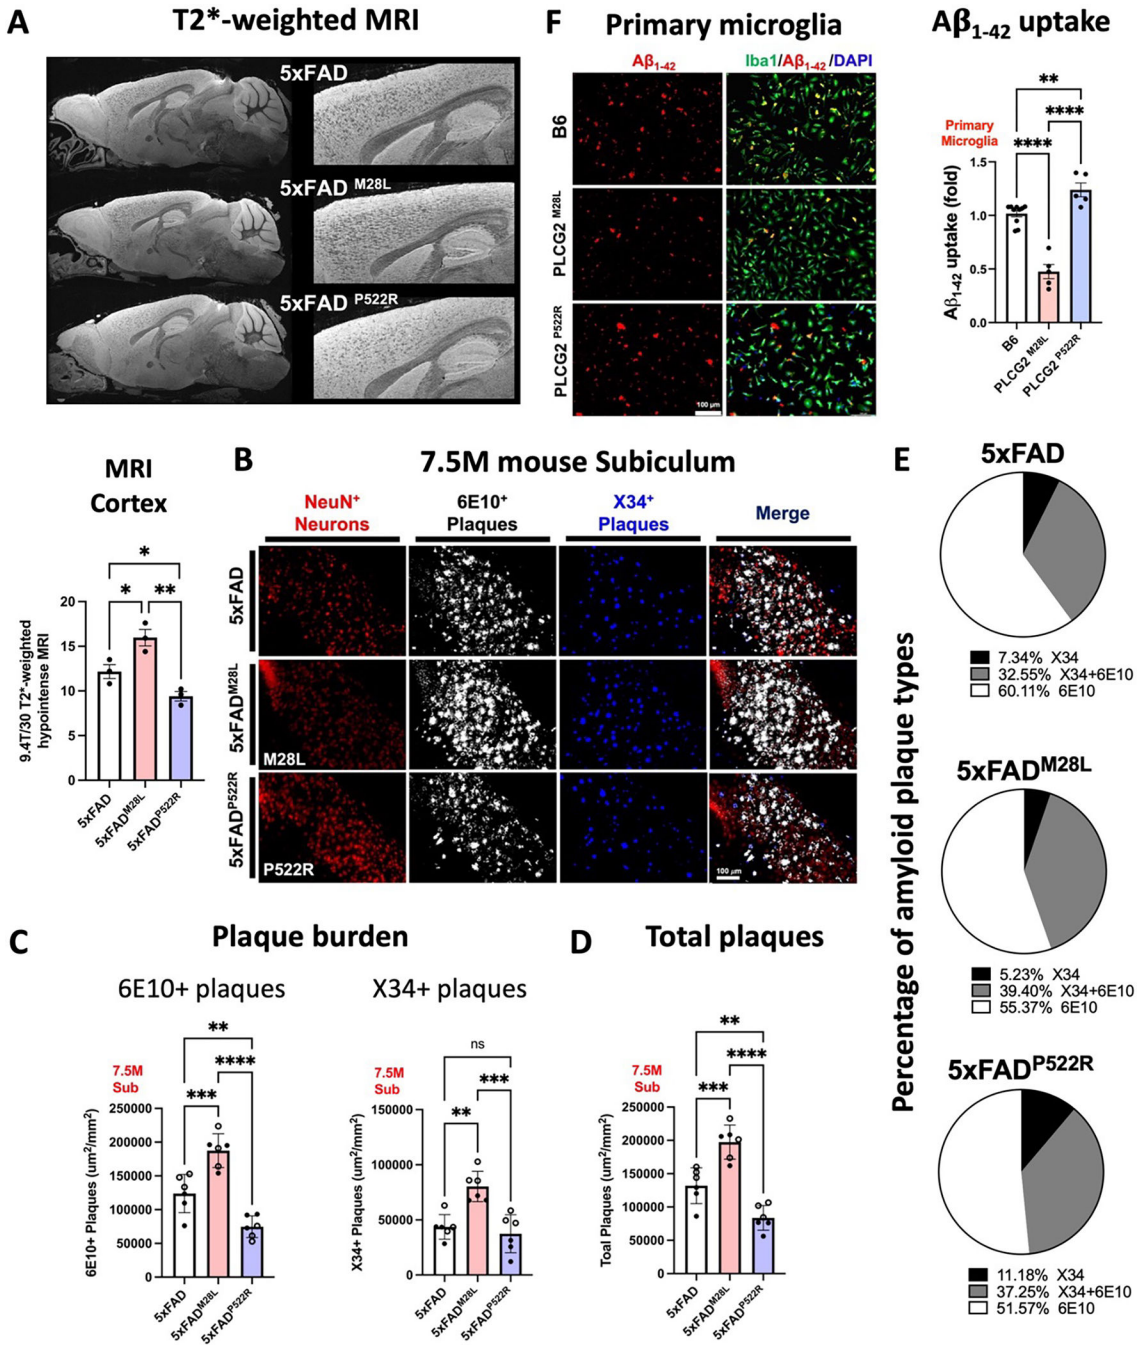 A
T2*-weighted MRI
5xFAD
5xFAD M28L
5xFAD P522R
F
Primary microglia
Aβ1-42
Iba1/Aβ1-42 /DAPI
B6
PLCG2 M28L
PLCG2 P522R
100 µm
Aβ1-42 uptake
**
****
****
Primary
Microglia
Aβ1-42 uptake (fold)
1.5
1.0
0.5
0.0
B6
PLCG2 M28L
PLCG2 P522R
MRI
Cortex
*
*
**
9.4T/30 T2*-weighted
hypointense MRI
20
15
10
5
0
5xFAD
5xFADM28L
5xFADP522R
B
7.5M mouse Subiculum
NeuN+
Neurons
6E10+
Plaques
X34+
Plaques
Merge
5xFAD
5xFADM28L
M28L
5xFADP522R
P522R
100 µm
E
Percentage of amyloid plaque types
5xFAD
7.34% X34
32.55% X34+6E10
60.11% 6E10
5xFADM28L
5.23% X34
39.40% X34+6E10
55.37% 6E10
5xFADP522R
11.18% X34
37.25% X34+6E10
51.57% 6E10
C
Plaque burden
6E10+ plaques
**
****
***
7.5M
Sub
6E10+ Plaques (um2/mm2)
250000
200000
150000
100000
50000
0
5xFAD
5xFADM28L
5xFADP522R
X34+ plaques
ns
***
**
7.5M
Sub
X34+ Plaques (um2/mm2)
150000
100000
50000
0
5xFAD
5xFADM28L
5xFADP522R
D
Total plaques
**
****
***
7.5M
Sub
Toal Plaques (um2/mm2)
250000
200000
150000
100000
50000
0
5xFAD
5xFADM28L
5xFADP522R